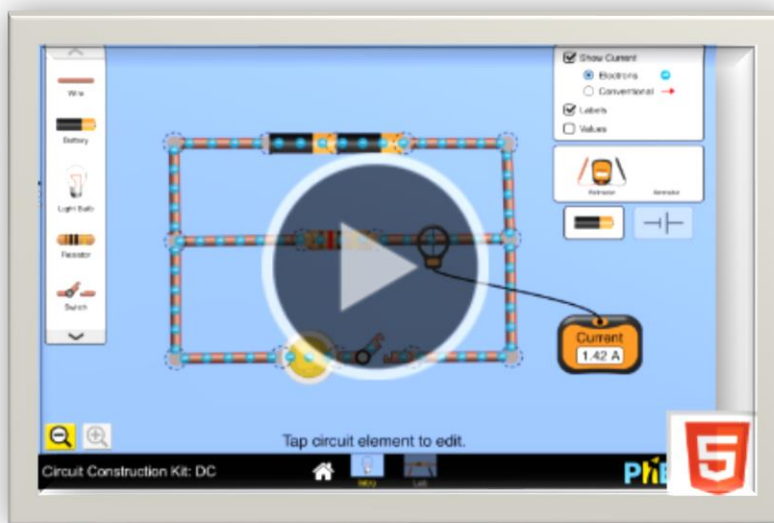 Show Current
Electrons
Conventional
Labels
Values
Wire
Battery
Light Bulb
Resistor
Switch
Voltmeter
Ammeter
Current
1.42 A
Tap circuit element to edit.
Circuit Construction Kit: DC
Intro
Lab
PhE
5